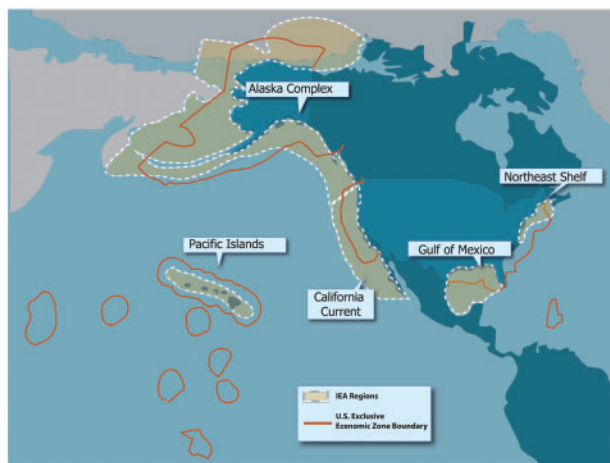 Alaska Complex
Northeast Shelf
Pacific Islands
Gulf of Mexico
California
Current
IEA Regions
U.S. Exclusive
Economic Zone Boundary